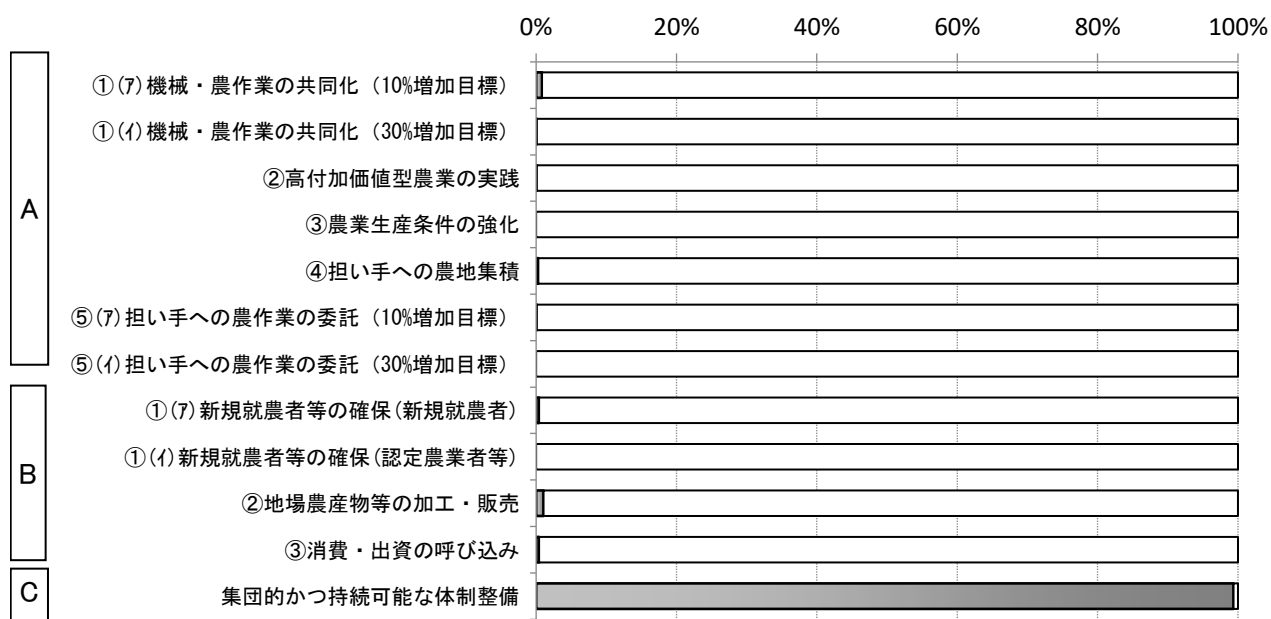 0% 20% 40% 60% 80% 100%
A
①(ｱ)機械・農作業の共同化（10%増加目標）
①(ｲ)機械・農作業の共同化（30%増加目標）
②高付加価値型農業の実践
③農業生産条件の強化
④担い手への農地集積
⑤(ｱ)担い手への農作業の委託（10%増加目標）
⑤(ｲ)担い手への農作業の委託（30%増加目標）
B
①(ｱ)新規就農者等の確保(新規就農者)
①(ｲ)新規就農者等の確保(認定農業者等)
②地場農産物等の加工・販売
③消費・出資の呼び込み
C
集団的かつ持続可能な体制整備